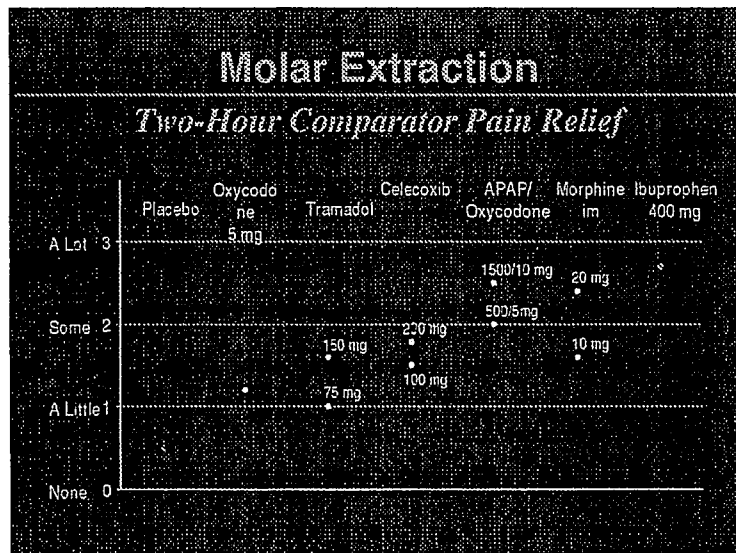 Molar Extraction
Two-Hour Comparator Pain Relief
Placebo
Oxycodo
ne
5 mg
Tramadol
Celecoxib
APAP/
Oxycodone
Morphine
im
Ibuprophen
400 mg
A Lot 3
1500/10 mg
20 mg
500/5mg
Some 2
150 mg
200 mg
10 mg
100 mg
75 mg
A Little 1
None 0